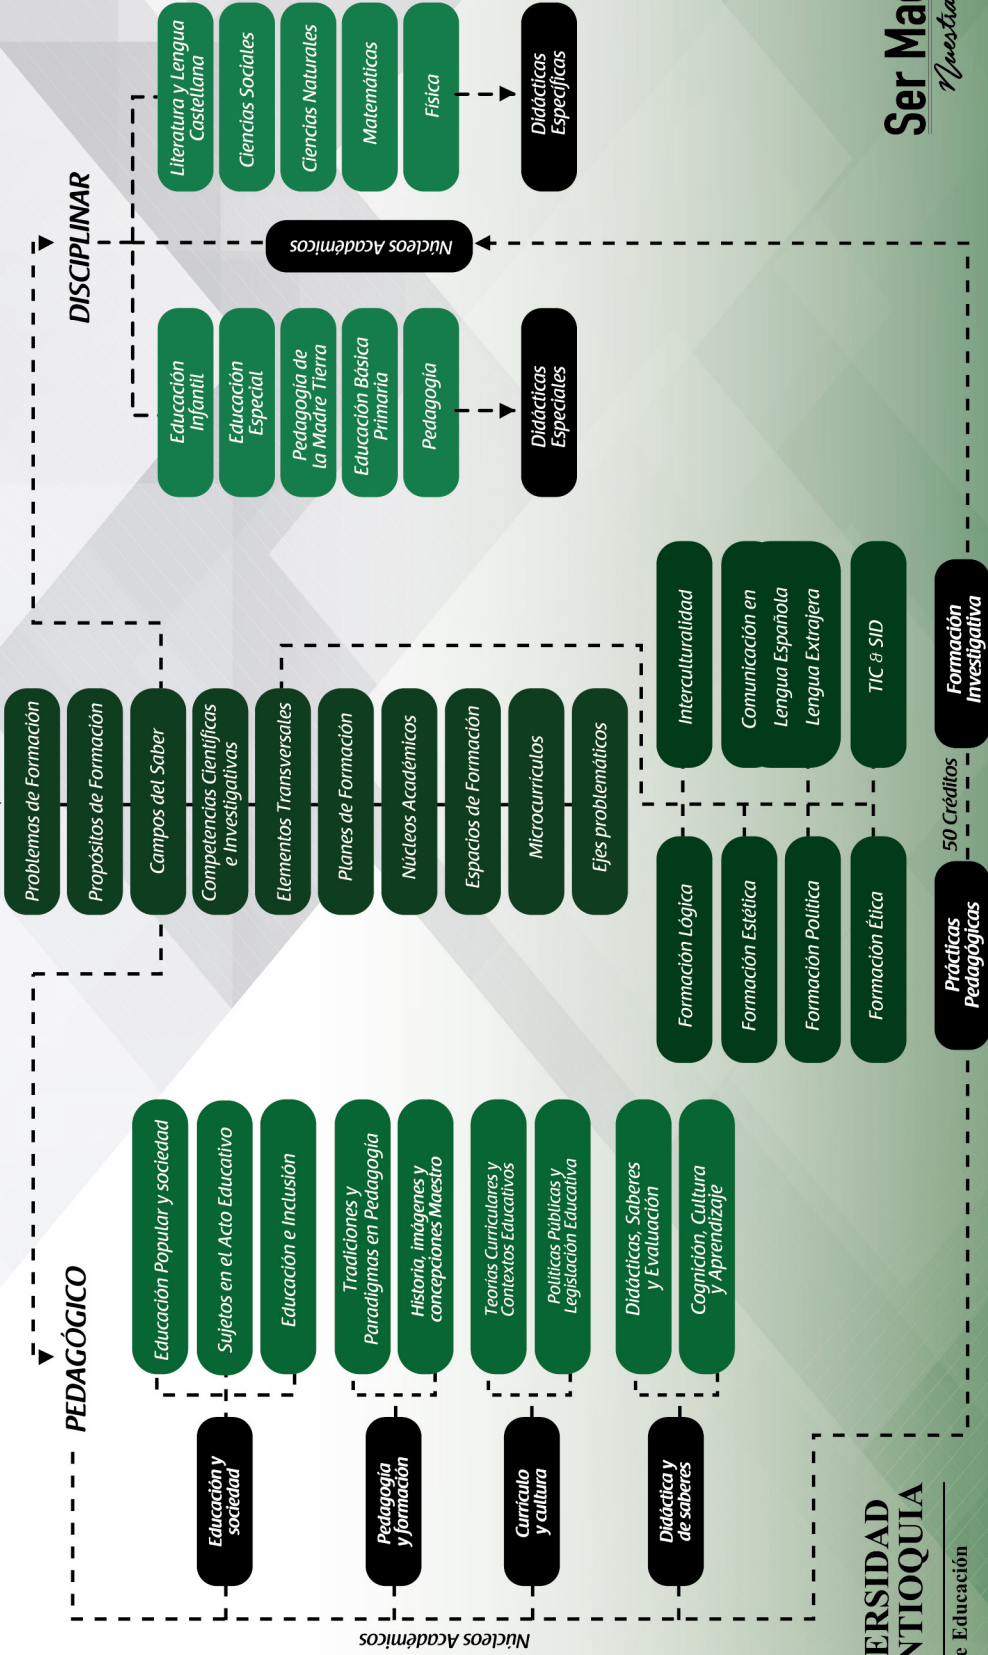 PEDAGÓGICO
Núcleos Académicos
Educación y
sociedad
Educación Popular y sociedad
Sujetos en el Acto Educativo
Educación e Inclusión
Pedagogía
y formación
Tradiciones y
Paradigmas en Pedagogía
Historia, imágenes y
concepciones Maestro
Currículo
y cultura
Teorías Curriculares y
Contextos Educativos
Políticas Públicas y
Legislación Educativa
Didáctica y
de saberes
Didácticas, Saberes
y Evaluación
Cognición, Cultura
y Aprendizaje
Problemas de Formación
Propósitos de Formación
Campos del Saber
Competencias Científicas
e Investigativas
Elementos Transversales
Planes de Formación
Núcleos Académicos
Espacios de Formación
Microcurrículos
Ejes problemáticos
Formación Lógica
Formación Estética
Formación Política
Formación Ética
Interculturalidad
Comunicación en
Lengua Española
Lengua Extrajera
TIC & SID
Prácticas
Pedagógicas
50 Créditos
Formación
Investigativa
DISCIPLINAR
Núcleos Académicos
Educación
Infantil
Educación
Especial
Pedagogía de
la Madre Tierra
Educación Básica
Primaria
Pedagogía
Didácticas
Especiales
Literatura y Lengua
Castellana
Ciencias Sociales
Ciencias Naturales
Matemáticas
Física
Didácticas
Específicas
ERSIDAD
NTIOQUIA
e Educación
Ser Mae
Nuestra